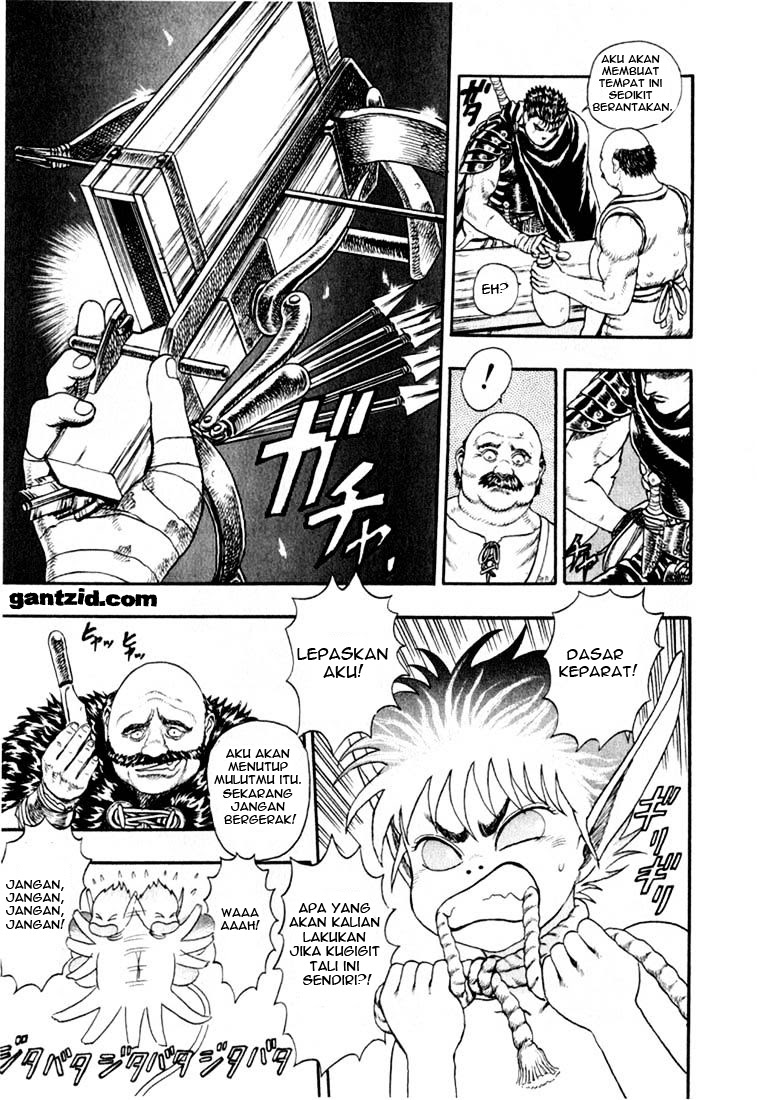 AKU AKAN
MEMBUAT
TEMPAT INI
SEDIKIT
BERANTAKAN.
ガタ
EH?
!
ガチャ
gantzid.com
DASAR
KEPARAT!
LEPASKAN
AKU!
ヒャッ ヒャッ
AKU AKAN
MENUTUP
MULUTMU ITU.
SEKARANG
JANGAN
BERGERAK!
ギリギリ
APA YANG
AKAN KALIAN
LAKUKAN
JIKA KUGIGIT
TALI INI
SENDIRI?!
WAAA
AAAH!
JANGAN,
JANGAN,
JANGAN,
JANGAN!
ジタバタ ジタバタ ジタバタ